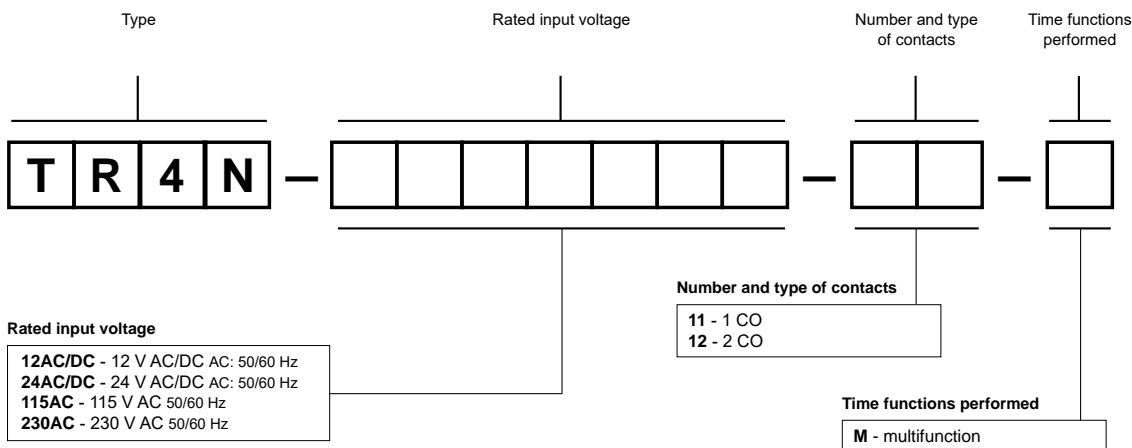 Type
Rated input voltage
Number and type
of contacts
Time functions
performed
T R 4 N – –  –
Number and type of contacts
11 - 1 CO
12 - 2 CO
Rated input voltage
12AC/DC - 12 V AC/DC AC: 50/60 Hz
24AC/DC - 24 V AC/DC AC: 50/60 Hz
115AC - 115 V AC 50/60 Hz
230AC - 230 V AC 50/60 Hz
Time functions performed
M - multifunction